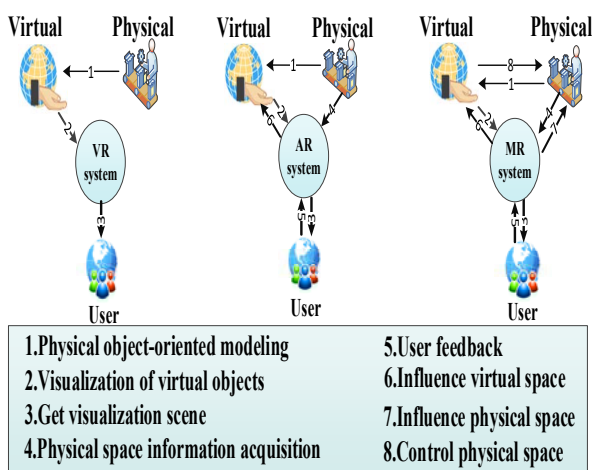 Virtual Physical Virtual Physical Virtual Physical
1 1 8
1
2 6 2 4 6 2 4 7
VR system AR system MR system
3 5 3 5 3
User User User
1.Physical object-oriented modeling
2.Visualization of virtual objects
3.Get visualization scene
4.Physical space information acquisition
5.User feedback
6.Influence virtual space
7.Influence physical space
8.Control physical space